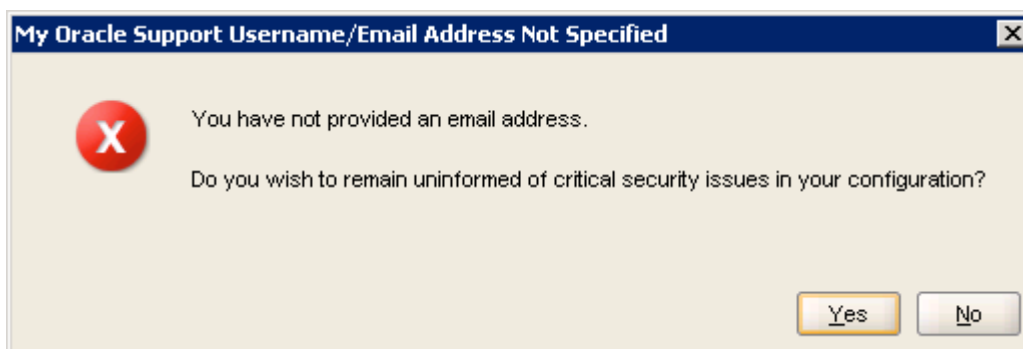 My Oracle Support Username/Email Address Not Specified
You have not provided an email address.
Do you wish to remain uninformed of critical security issues in your configuration?
Yes No